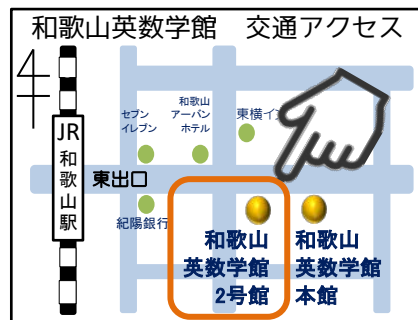 和歌山英数学館 交通アクセス
セブン
イレブン
和歌山
アーバン
ホテル
東横イ
JR
和歌山駅
東出口
紀陽銀行
和歌山
英数学館
2号館
和歌山
英数学館
本館